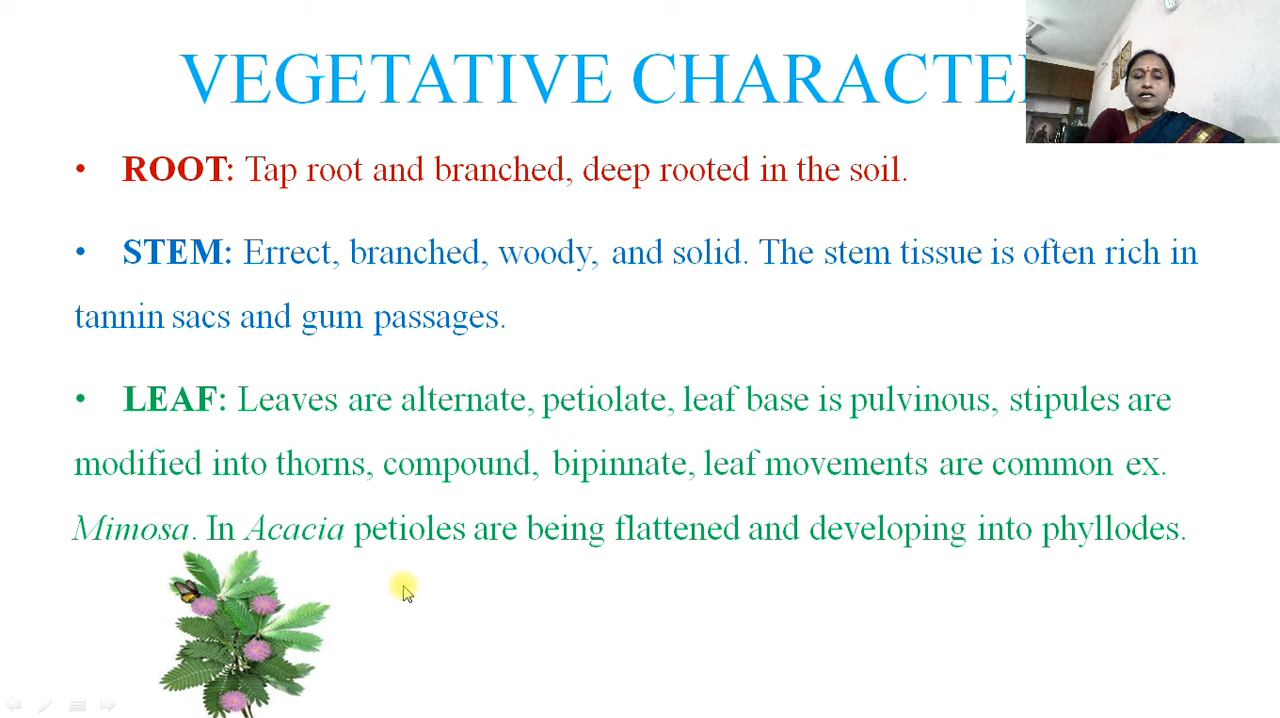 VEGETATIVE CHARACTE
• ROOT: Tap root and branched, deep rooted in the soil.
• STEM: Errect, branched, woody, and solid. The stem tissue is often rich in
tannin sacs and gum passages.
• LEAF: Leaves are alternate, petiolate, leaf base is pulvinous, stipules are
modified into thorns, compound, bipinnate, leaf movements are common ex.
Mimosa. In Acacia petioles are being flattened and developing into phyllodes.